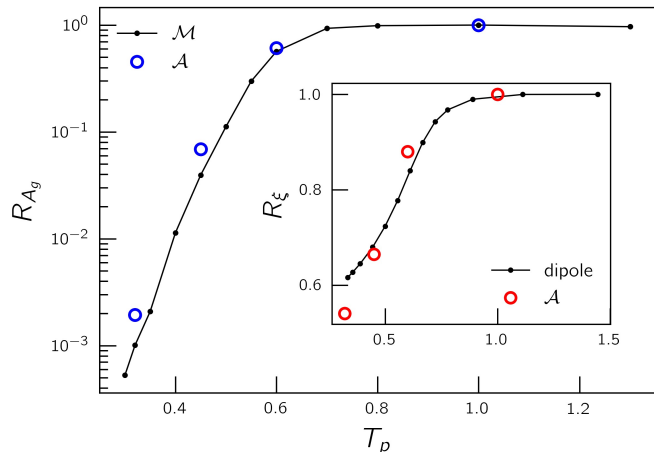 10⁰
10⁻¹
10⁻²
10⁻³
R_{A_g}
ℳ
𝒜
1.0
0.8
0.6
R_ξ
dipole
𝒜
0.5
1.0
1.5
0.4
0.6
0.8
1.0
1.2
T_p